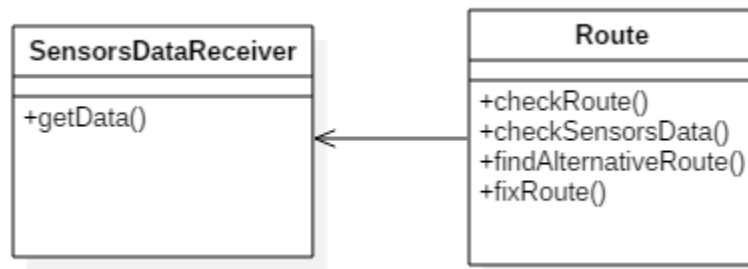 SensorsDataReceiver
+getData()
Route
+checkRoute()
+checkSensorsData()
+findAlternativeRoute()
+fixRoute()